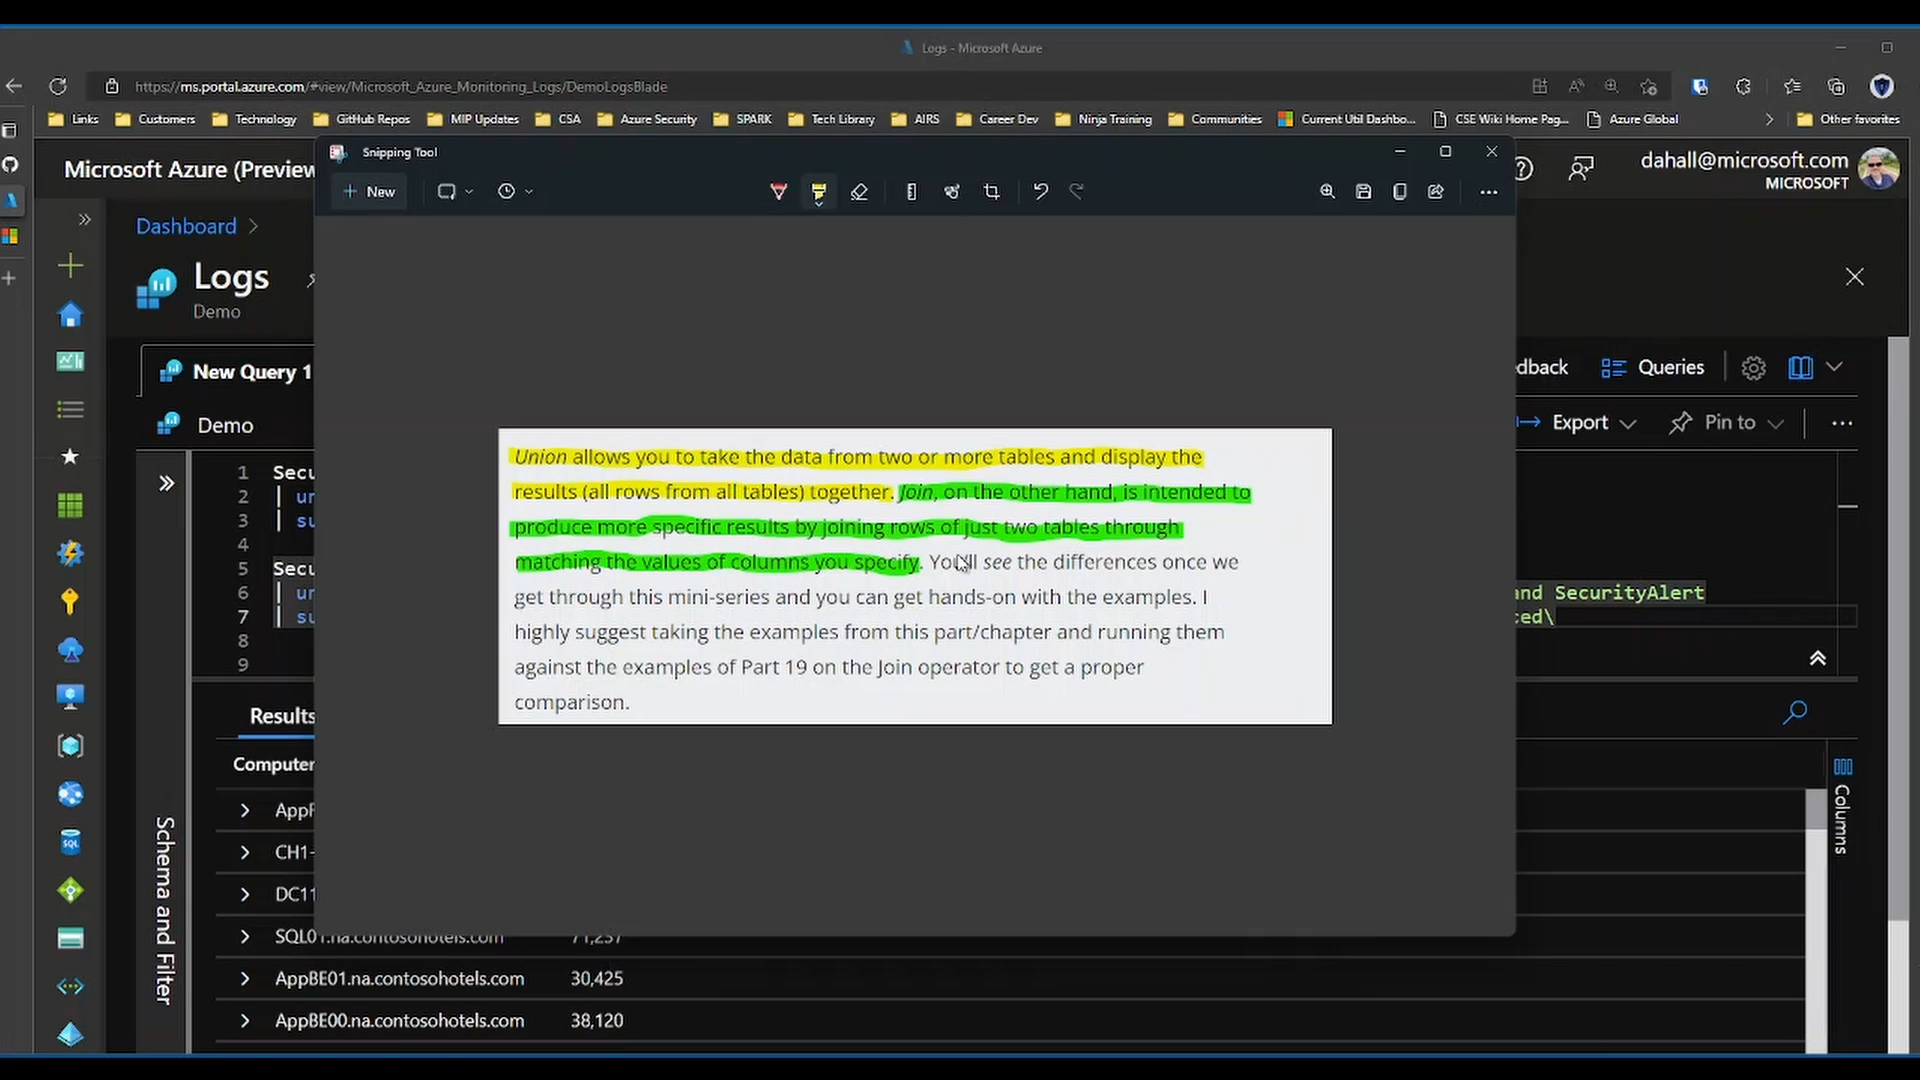 Logs - Microsoft Azure
https://ms.portal.azure.com/#view/Microsoft_Azure_Monitoring_Logs/DemoLogsBlade
Links Customers Technology GitHub Repos MIP Updates CSA Azure Security SPARK Tech Library AIRS Career Dev Ninja Training Communities Current Util Dashbo... CSE Wiki Home Pag... Azure Global Other favorites
Microsoft Azure (Preview
Snipping Tool
dahall@microsoft.com
MICROSOFT
New
Dashboard
Logs
Demo
New Query 1
dback Queries
Demo
Export Pin to
1 Secu
2 | un
3 | su
4
5 Secu
6 | un
7 | su
8
9
and SecurityAlert
ced\
Union allows you to take the data from two or more tables and display the
results (all rows from all tables) together. Join, on the other hand, is intended to
produce more specific results by joining rows of just two tables through
matching the values of columns you specify. You'll see the differences once we
get through this mini-series and you can get hands-on with the examples. I
highly suggest taking the examples from this part/chapter and running them
against the examples of Part 19 on the Join operator to get a proper
comparison.
Schema and Filter
Results
Columns
Computer
AppF
CH1-
DC11
SQL01.na.contosohotels.com 71,237
AppBE01.na.contosohotels.com 30,425
AppBE00.na.contosohotels.com 38,120